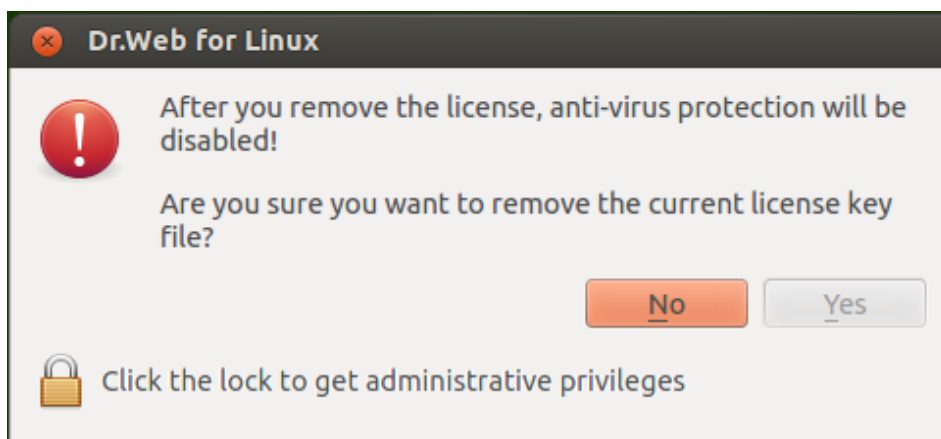 Dr.Web for Linux
After you remove the license, anti-virus protection will be
disabled!
Are you sure you want to remove the current license key
file?
No
Yes
Click the lock to get administrative privileges